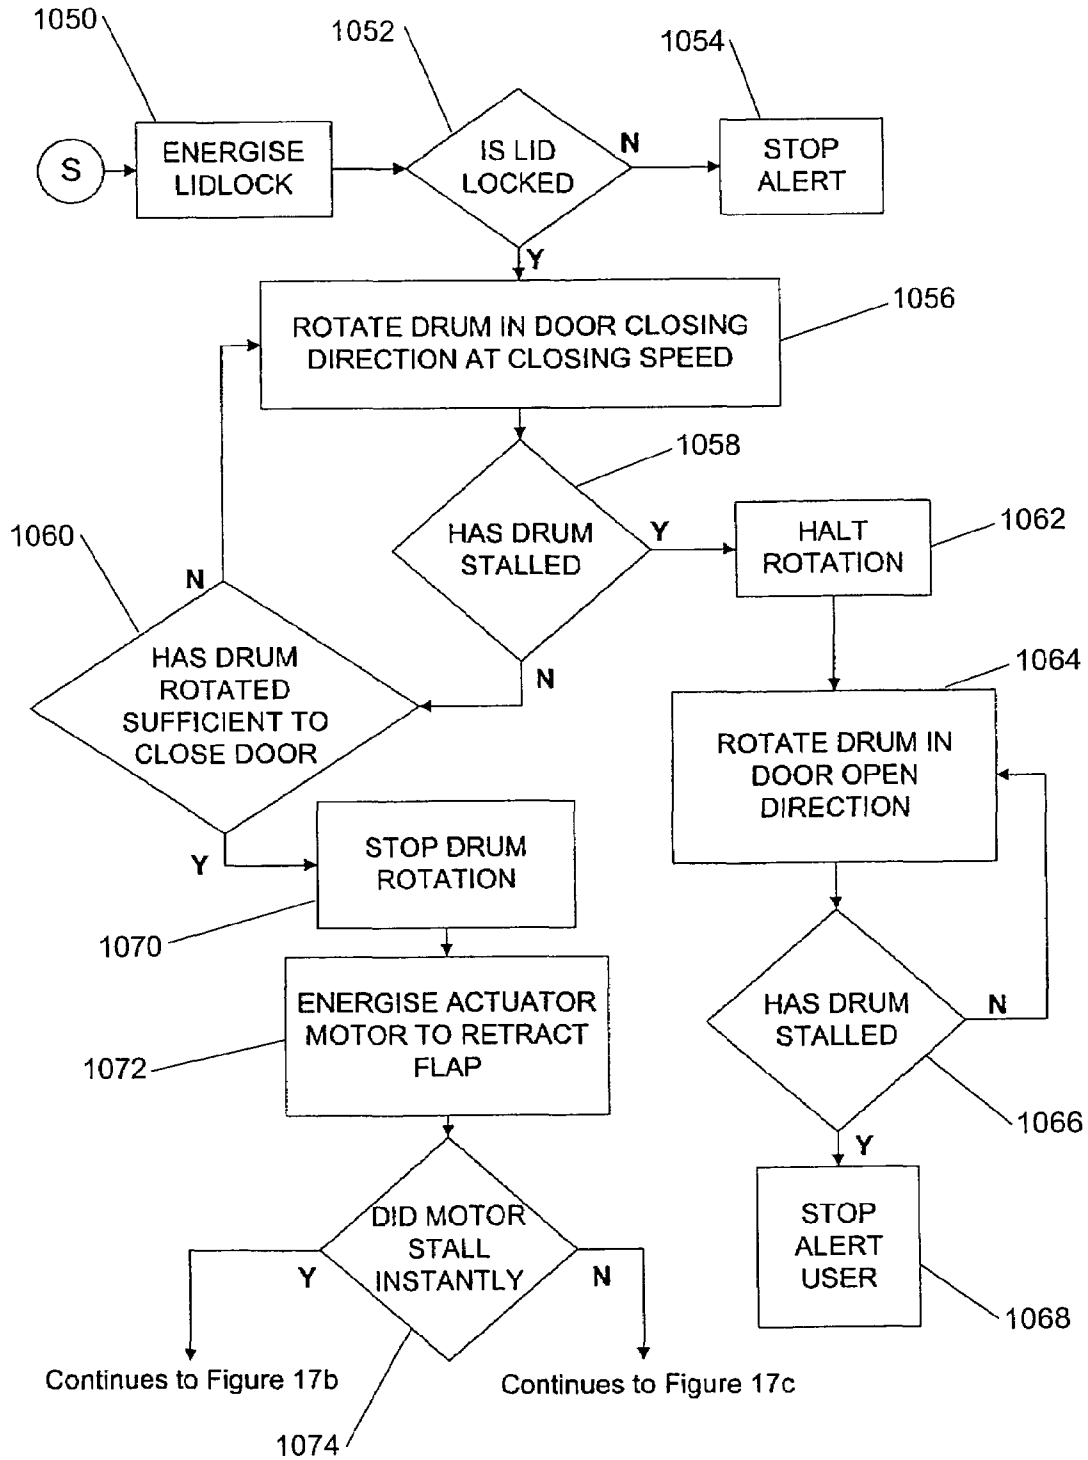 1050
1052
1054
S
ENERGISE
LIDLOCK
IS LID
LOCKED
N
STOP
ALERT
Y
1056
ROTATE DRUM IN DOOR CLOSING
DIRECTION AT CLOSING SPEED
1058
1060
HAS DRUM
STALLED
Y
HALT
ROTATION
1062
N
HAS DRUM
ROTATED
SUFFICIENT TO
CLOSE DOOR
N
1064
ROTATE DRUM IN
DOOR OPEN
DIRECTION
Y
STOP DRUM
ROTATION
1070
ENERGISE ACTUATOR
MOTOR TO RETRACT
FLAP
1072
HAS DRUM
STALLED
N
1066
Y
DID MOTOR
STALL
INSTANTLY
Y
N
STOP
ALERT
USER
1068
Continues to Figure 17b
Continues to Figure 17c
1074